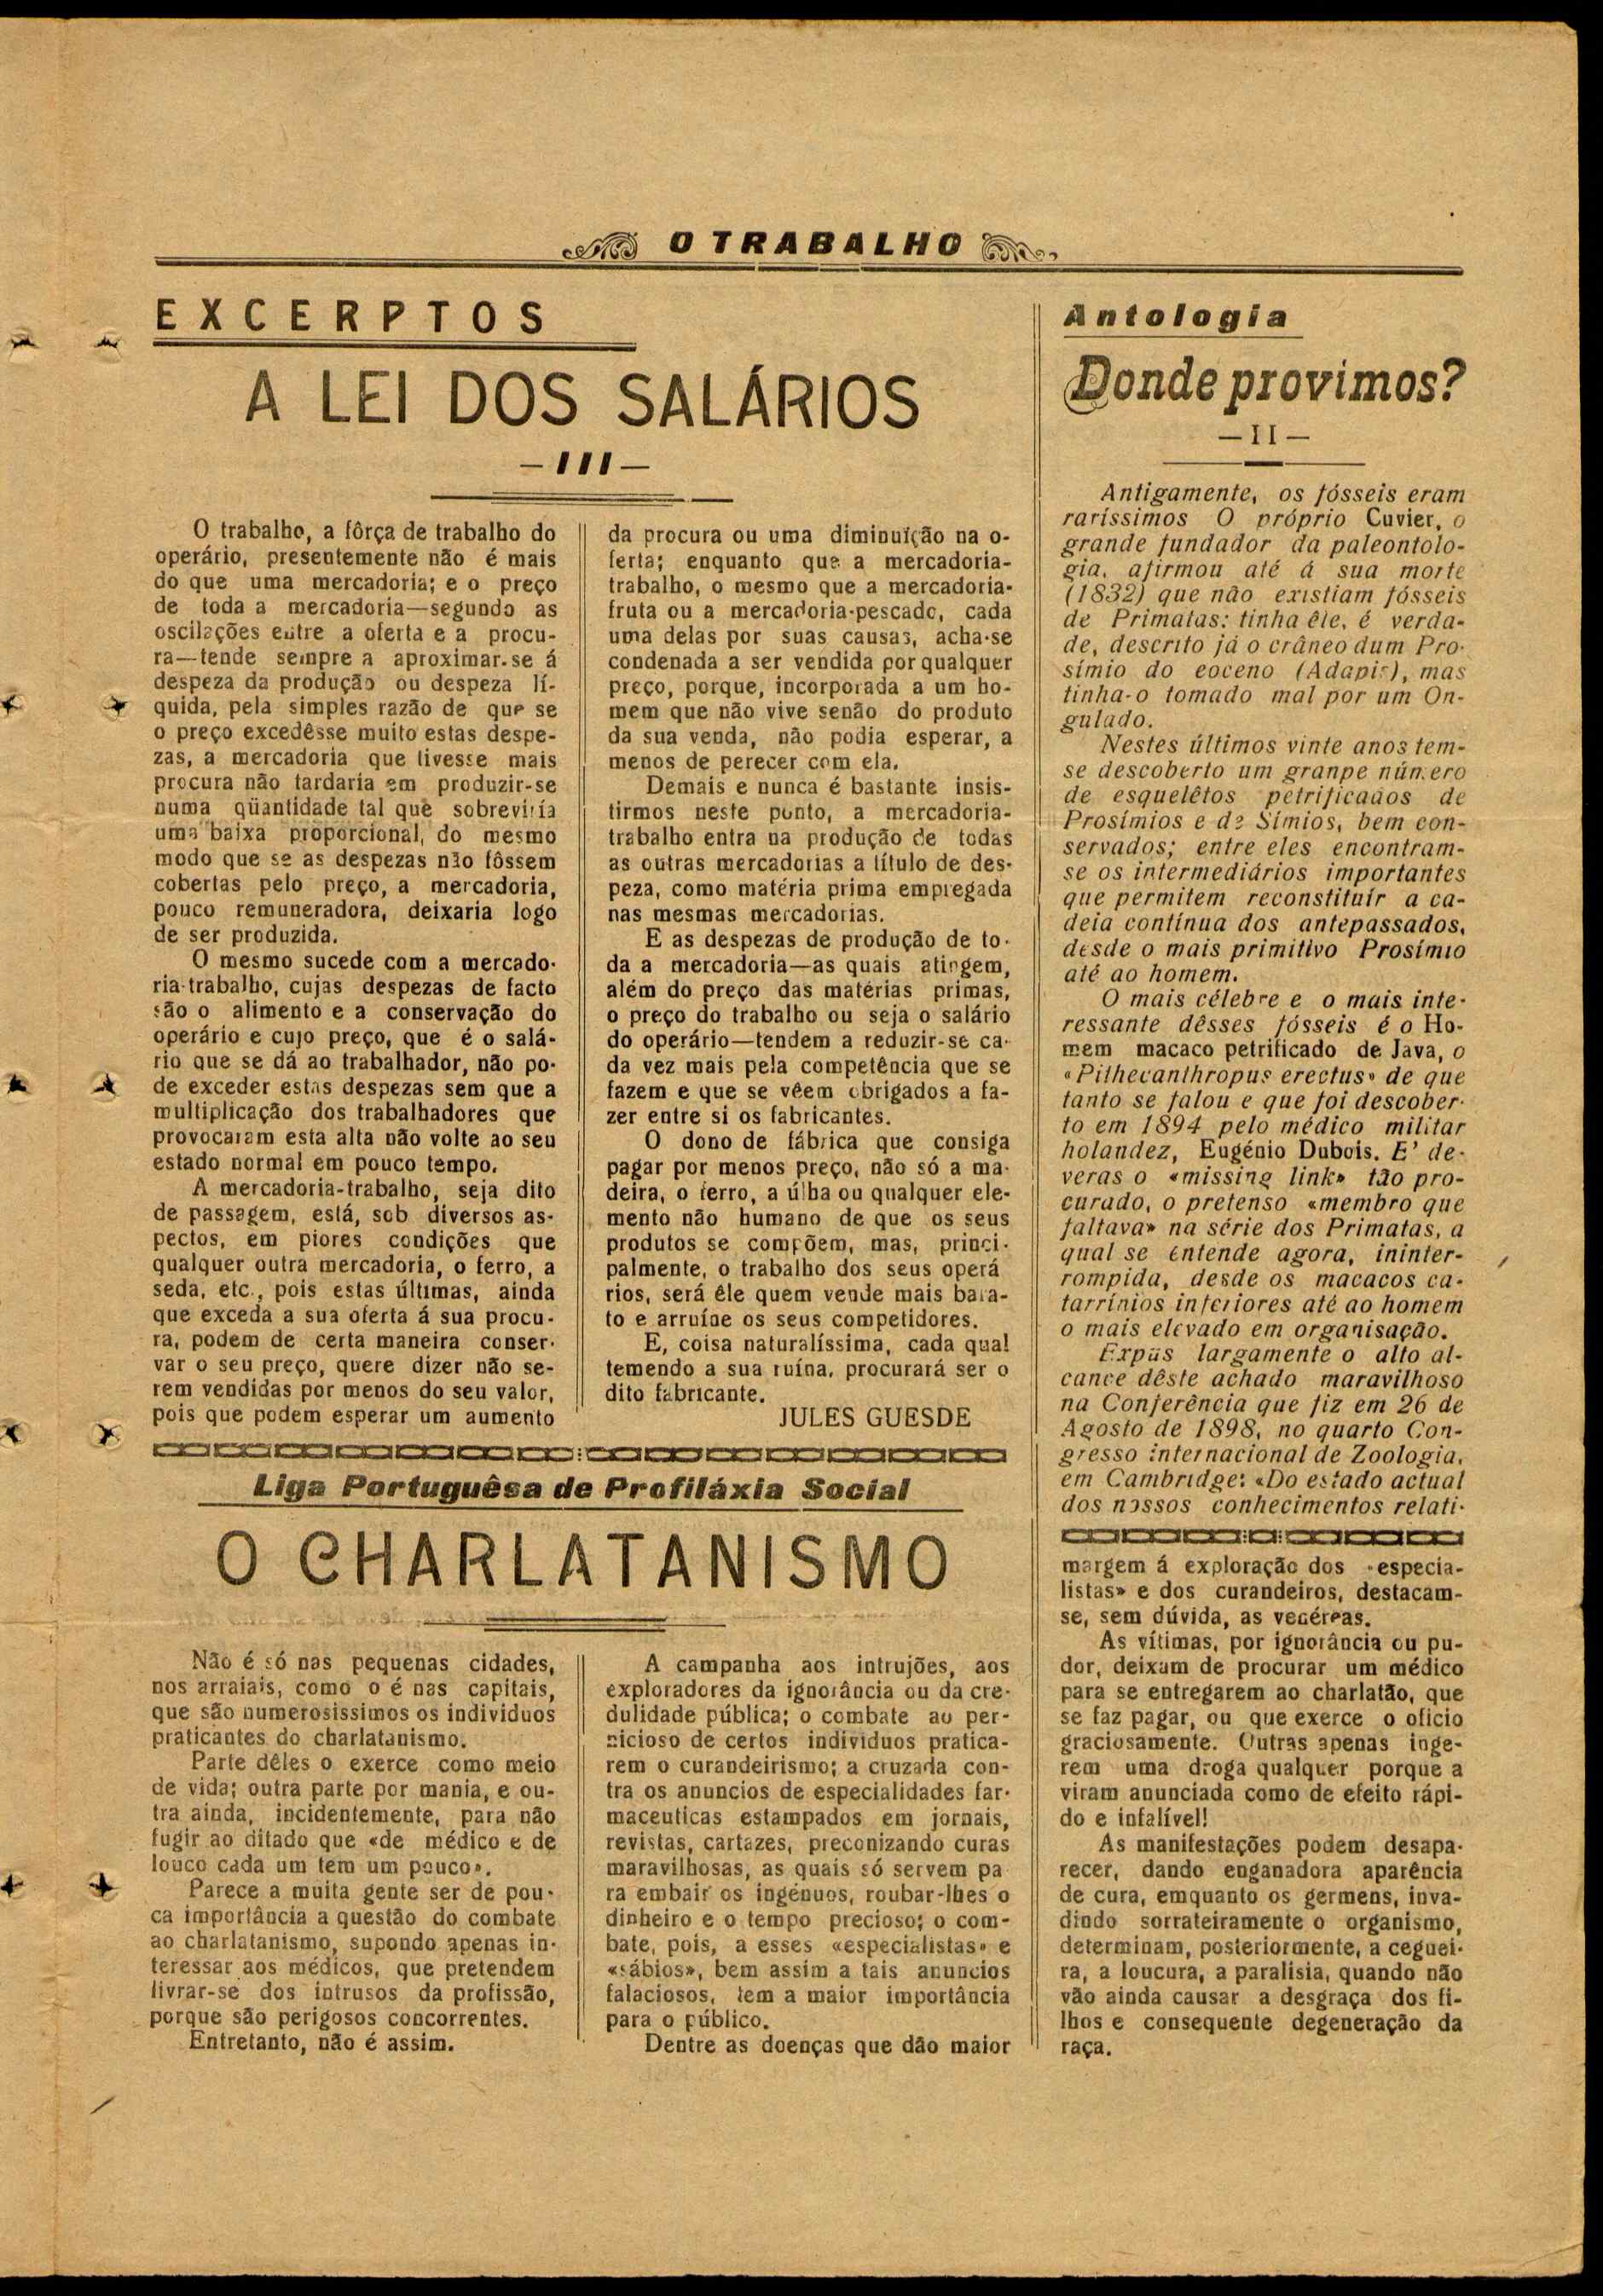 O TRABALHO
EXCERPTOS
A LEI DOS SALÁRIOS
—III—
O trabalho, a fôrça de trabalho do
operário, presentemente não é mais
do que uma mercadoria; e o preço
de toda a mercadoria—segundo as
oscilações entre a oferta e a procu-
ra—tende sempre a aproximar-se á
despeza da produção ou despeza lí-
quida, pela simples razão de que se
o preço excedêsse muito estas despe-
zas, a mercadoria que tivesse mais
procura não tardaria em produzir-se
numa qüantidade tal que sobreviría
uma baixa proporcional, do mesmo
modo que se as despezas não fôssem
cobertas pelo preço, a mercadoria,
pouco remuneradora, deixaria logo
de ser produzida.
O mesmo sucede com a mercado-
ria-trabalho, cujas despezas de facto
são o alimento e a conservação do
operário e cujo preço, que é o salá-
rio que se dá ao trabalhador, não po-
de exceder estas despezas sem que a
multiplicação dos trabalhadores que
provocaram esta alta não volte ao seu
estado normal em pouco tempo.
A mercadoria-trabalho, seja dito
de passagem, está, sob diversos as-
pectos, em piores condições que
qualquer outra mercadoria, o ferro, a
seda, etc., pois estas últimas, ainda
que exceda a sua oferta á sua procu-
ra, podem de certa maneira conser-
var o seu preço, quere dizer não se-
rem vendidas por menos do seu valor,
pois que podem esperar um aumento
da procura ou uma diminuïção na o-
ferta; enquanto que a mercadoria-
trabalho, o mesmo que a mercadoria-
fruta ou a mercadoria-pescado, cada
uma delas por suas causas, acha-se
condenada a ser vendida por qualquer
preço, porque, incorporada a um ho-
mem que não vive senão do produto
da sua venda, não podia esperar, a
menos de perecer com ela.
Demais e nunca é bastante insis-
tirmos neste ponto, a mercadoria-
trabalho entra na produção de todas
as outras mercadorias a título de des-
peza, como matéria prima empregada
nas mesmas mercadorias.
E as despezas de produção de to-
da a mercadoria—as quais atingem,
além do preço das matérias primas,
o preço do trabalho ou seja o salário
do operário—tendem a reduzir-se ca-
da vez mais pela competência que se
fazem e que se vêem obrigados a fa-
zer entre si os fabricantes.
O dono de fábrica que consiga
pagar por menos preço, não só a ma-
deira, o ferro, a úlha ou qualquer ele-
mento não humano de que os seus
produtos se compõem, mas, princi-
palmente, o trabalho dos seus operá
rios, será êle quem vende mais bara-
to e arruíne os seus competidores.
E, coisa naturalíssima, cada qual
temendo a sua ruína, procurará ser o
dito fabricante.
JULES GUESDE
Liga Portuguêsa de Profiláxia Social
O CHARLATANISMO
Não é só nas pequenas cidades,
nos arraiais, como o é nas capitais,
que são numerosissimos os individuos
praticantes do charlatanismo.
Parte dêles o exerce como meio
de vida; outra parte por mania, e ou-
tra ainda, incidentemente, para não
fugir ao ditado que «de médico e de
louco cada um tem um pouco».
Parece a muita gente ser de pou-
ca importância a questão do combate
ao charlatanismo, supondo apenas in-
teressar aos médicos, que pretendem
livrar-se dos intrusos da profissão,
porque são perigosos concorrentes.
Entretanto, não é assim.
A campanha aos intrujões, aos
exploradores da ignorância ou da cre-
dulidade pública; o combate ao per-
nicioso de certos individuos pratica-
rem o curandeirismo; a cruzada con-
tra os anuncios de especialidades far-
maceuticas estampados em jornais,
revistas, cartazes, preconizando curas
maravilhosas, as quais só servem pa
ra embair os ingénuos, roubar-lhes o
dinheiro e o tempo precioso; o com-
bate, pois, a esses «especialistas» e
«sábios», bem assim a tais anuncios
falaciosos, tem a maior importância
para o público.
Dentre as doenças que dão maior
Antologia
Donde provimos?
—II—
Antigamente, os fósseis eram
raríssimos O próprio Cuvier, o
grande fundador da paleontolo-
gia, afirmou até á sua morte
(1832) que não existiam fósseis
de Primatas: tinha êle, é verda-
de, descrito já o crâneo dum Pro-
símio do eoceno (Adapis), mas
tinha-o tomado mal por um On-
gulado.
Nestes últimos vinte anos tem-
se descoberto um granpe número
de esquelêtos petrificados de
Prosímios e de Símios, bem con-
servados; entre eles encontram-
se os intermediários importantes
que permitem reconstituír a ca-
deia contínua dos antepassados,
desde o mais primitivo Prosímio
até ao homem.
O mais célebre e o mais inte-
ressante dêsses fósseis é o Ho-
mem macaco petrificado de Java, o
«Pithecanthropus erectus» de que
tanto se falou e que foi descober-
to em 1894 pelo médico militar
holandez, Eugénio Dubois. E' de-
veras o «missing link» tão pro-
curado, o pretenso «membro que
faltava» na série dos Primatas, a
qual se entende agora, ininter-
rompida, desde os macacos ca-
tarrínios inferiores até ao homem
o mais elevado em organisação.
Expus largamente o alto al-
cance dêste achado maravilhoso
na Conferência que fiz em 26 de
Agosto de 1898, no quarto Con-
gresso internacional de Zoologia,
em Cambridge: «Do estado actual
dos nossos conhecimentos relati-
margem á exploração dos «especia-
listas» e dos curandeiros, destacam-
se, sem dúvida, as venéreas.
As vítimas, por ignorância ou pu-
dor, deixam de procurar um médico
para se entregarem ao charlatão, que
se faz pagar, ou que exerce o oficio
graciosamente. Outras apenas inge-
rem uma droga qualquer porque a
viram anunciada como de efeito rápi-
do e infalível!
As manifestações podem desapa-
recer, dando enganadora aparência
de cura, emquanto os germens, inva-
dindo sorrateiramente o organismo,
determinam, posteriormente, a ceguei-
ra, a loucura, a paralisia, quando não
vão ainda causar a desgraça dos fi-
lhos e consequente degeneração da
raça.